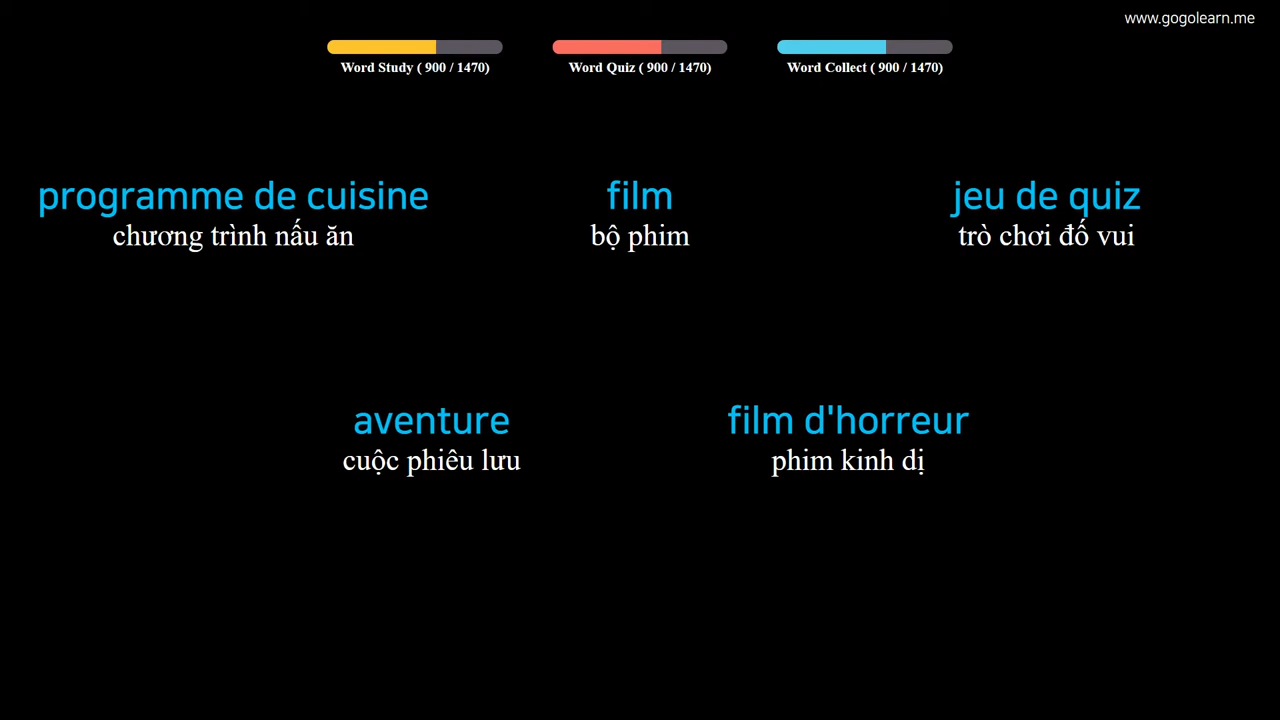 www.gogolearn.me
Word Study ( 900 / 1470)
Word Quiz ( 900 / 1470)
Word Collect ( 900 / 1470)
programme de cuisine
chương trình nấu ăn
film
bộ phim
jeu de quiz
trò chơi đố vui
aventure
cuộc phiêu lưu
film d'horreur
phim kinh dị